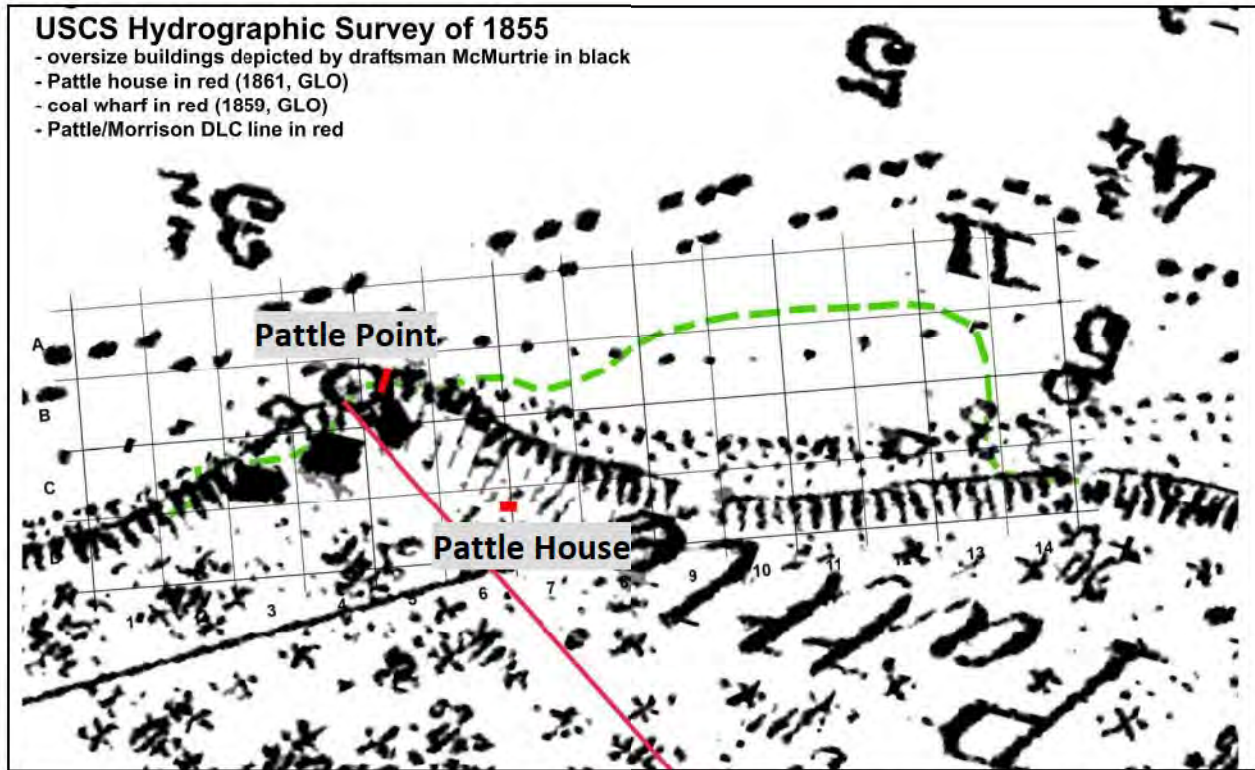 USCS Hydrographic Survey of 1855
- oversize buildings depicted by draftsman McMurtrie in black
- Pattle house in red (1861, GLO)
- coal wharf in red (1859, GLO)
- Pattle/Morrison DLC line in red
Pattle Point
A
B
C
D
Pattle House
1 2 3 4 5 6 7 8 9 10 11 12 13 14